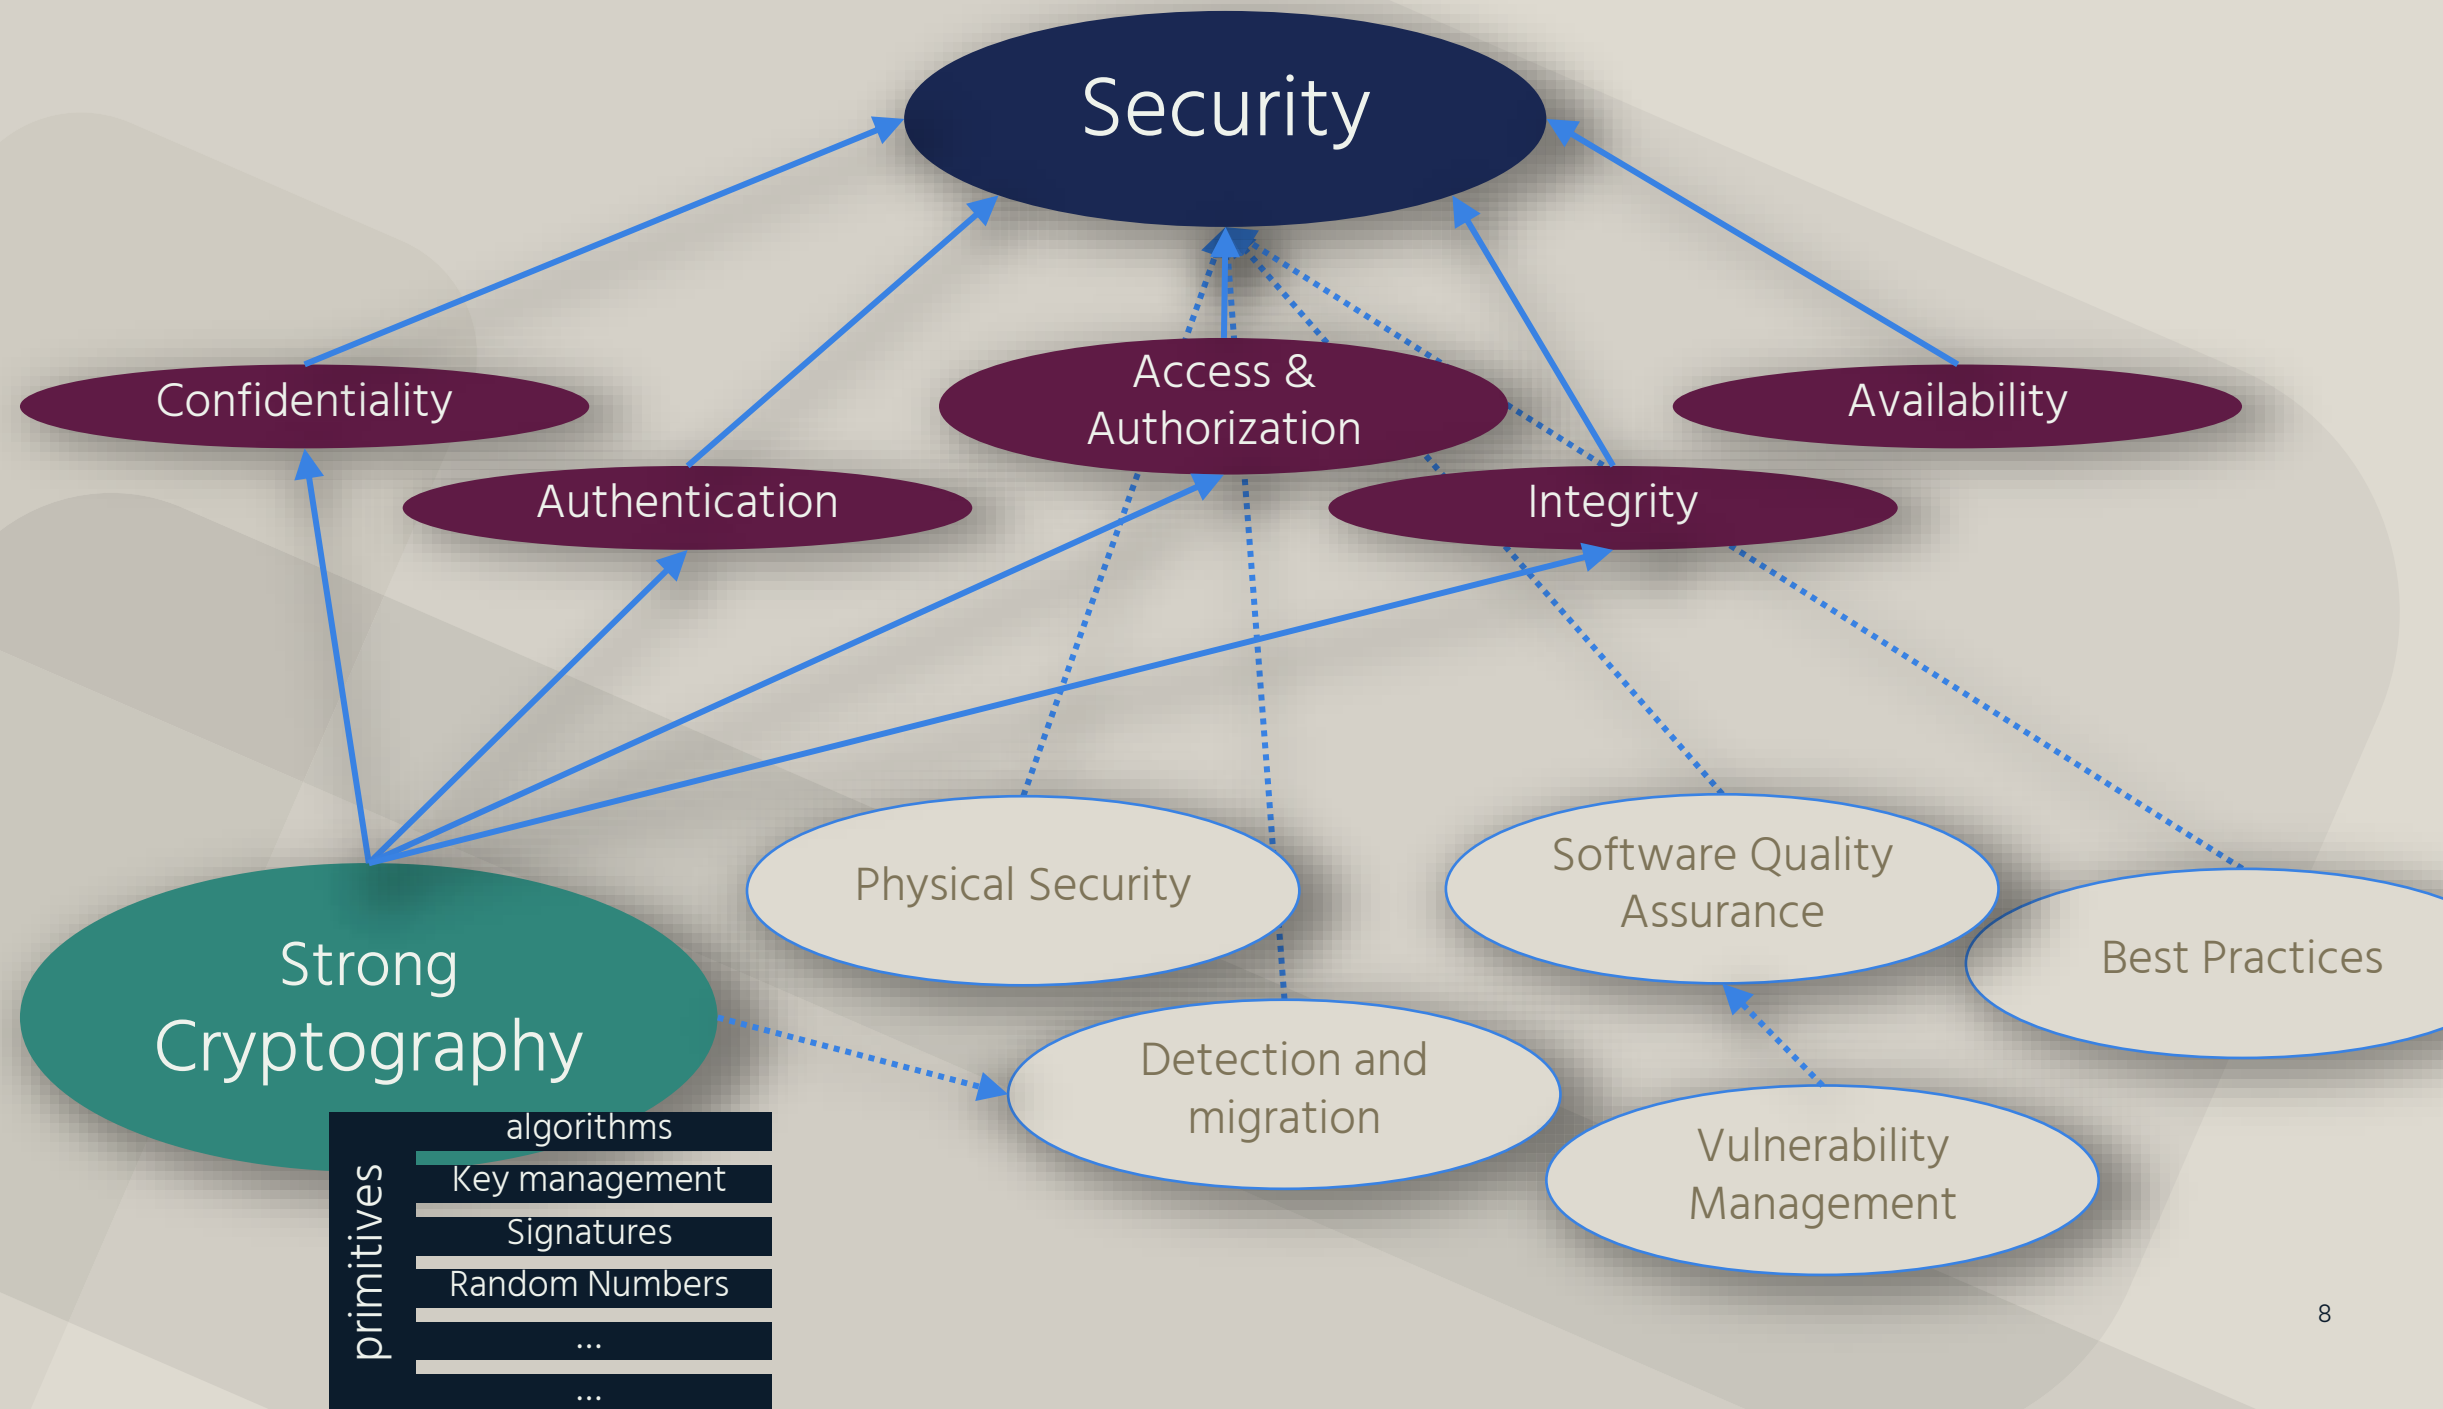 Security
Confidentiality
Authentication
Access &
Authorization
Integrity
Availability
Strong
Cryptography
Physical Security
Software Quality
Assurance
Best Practices
Detection and
migration
Vulnerability
Management
primitives
algorithms
Key management
Signatures
Random Numbers
...
...
8